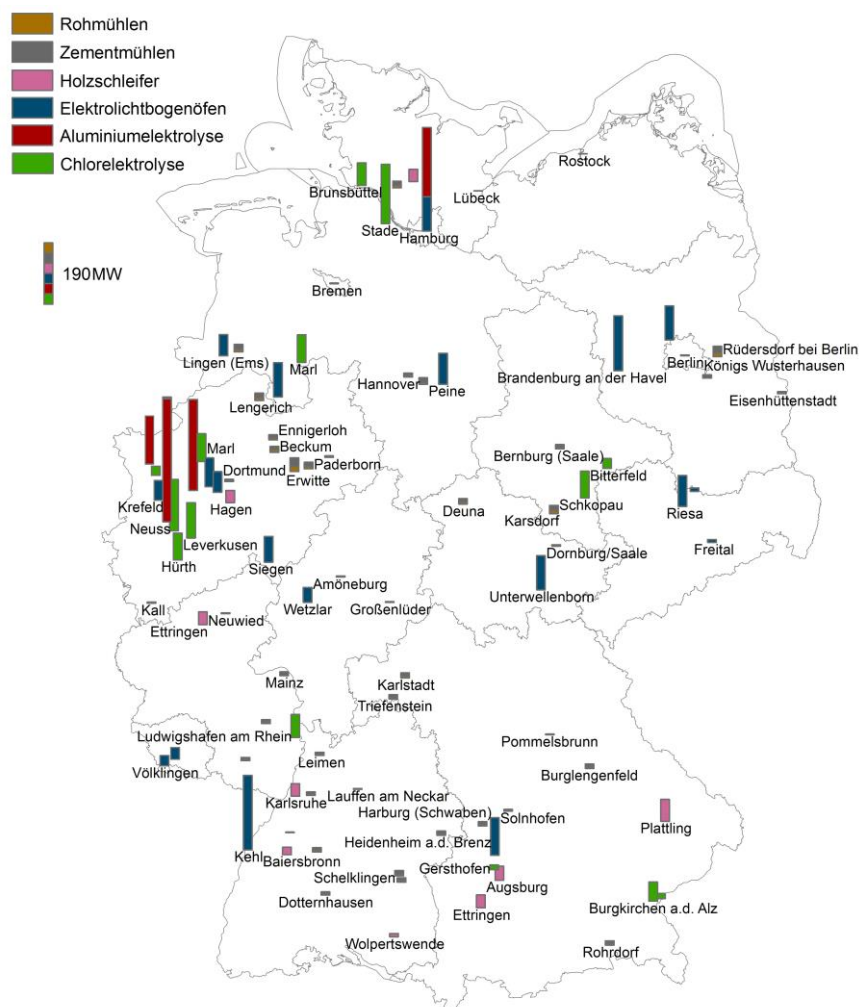 Rohmühlen
Zementmühlen
Holzschleifer
Elektrolichtbogenöfen
Aluminiumelektrolyse
Chlorelektrolyse
190MW
Rostock
Brunsbüttel
Lübeck
Stade
Hamburg
Bremen
Lingen (Ems)
Marl
Rüdersdorf bei Berlin
Berlin
Königs Wusterhausen
Hannover
Peine
Brandenburg an der Havel
Eisenhüttenstadt
Lengerich
Ennigerloh
Marl
Beckum
Bernburg (Saale)
Bitterfeld
Dortmund
Paderborn
Erwitte
Krefeld
Hagen
Deuna
Karsdorf
Schkopau
Riesa
Neuss
Leverkusen
Hürth
Siegen
Dornburg/Saale
Freital
Amöneburg
Unterwellenborn
Kall
Wetzlar
Großenlüder
Ettringen
Neuwied
Mainz
Karlstadt
Triefenstein
Ludwigshafen am Rhein
Pommelsbrunn
Völklingen
Leimen
Burglengenfeld
Karlsruhe
Lauffen am Neckar
Harburg (Schwaben)
Solnhofen
Plattling
Kehl
Heidenheim a.d. Brenz
Baiersbronn
Gersthofen
Schelklingen
Augsburg
Dotternhausen
Ettringen
Burgkirchen a.d. Alz
Wolpertswende
Rohrdorf